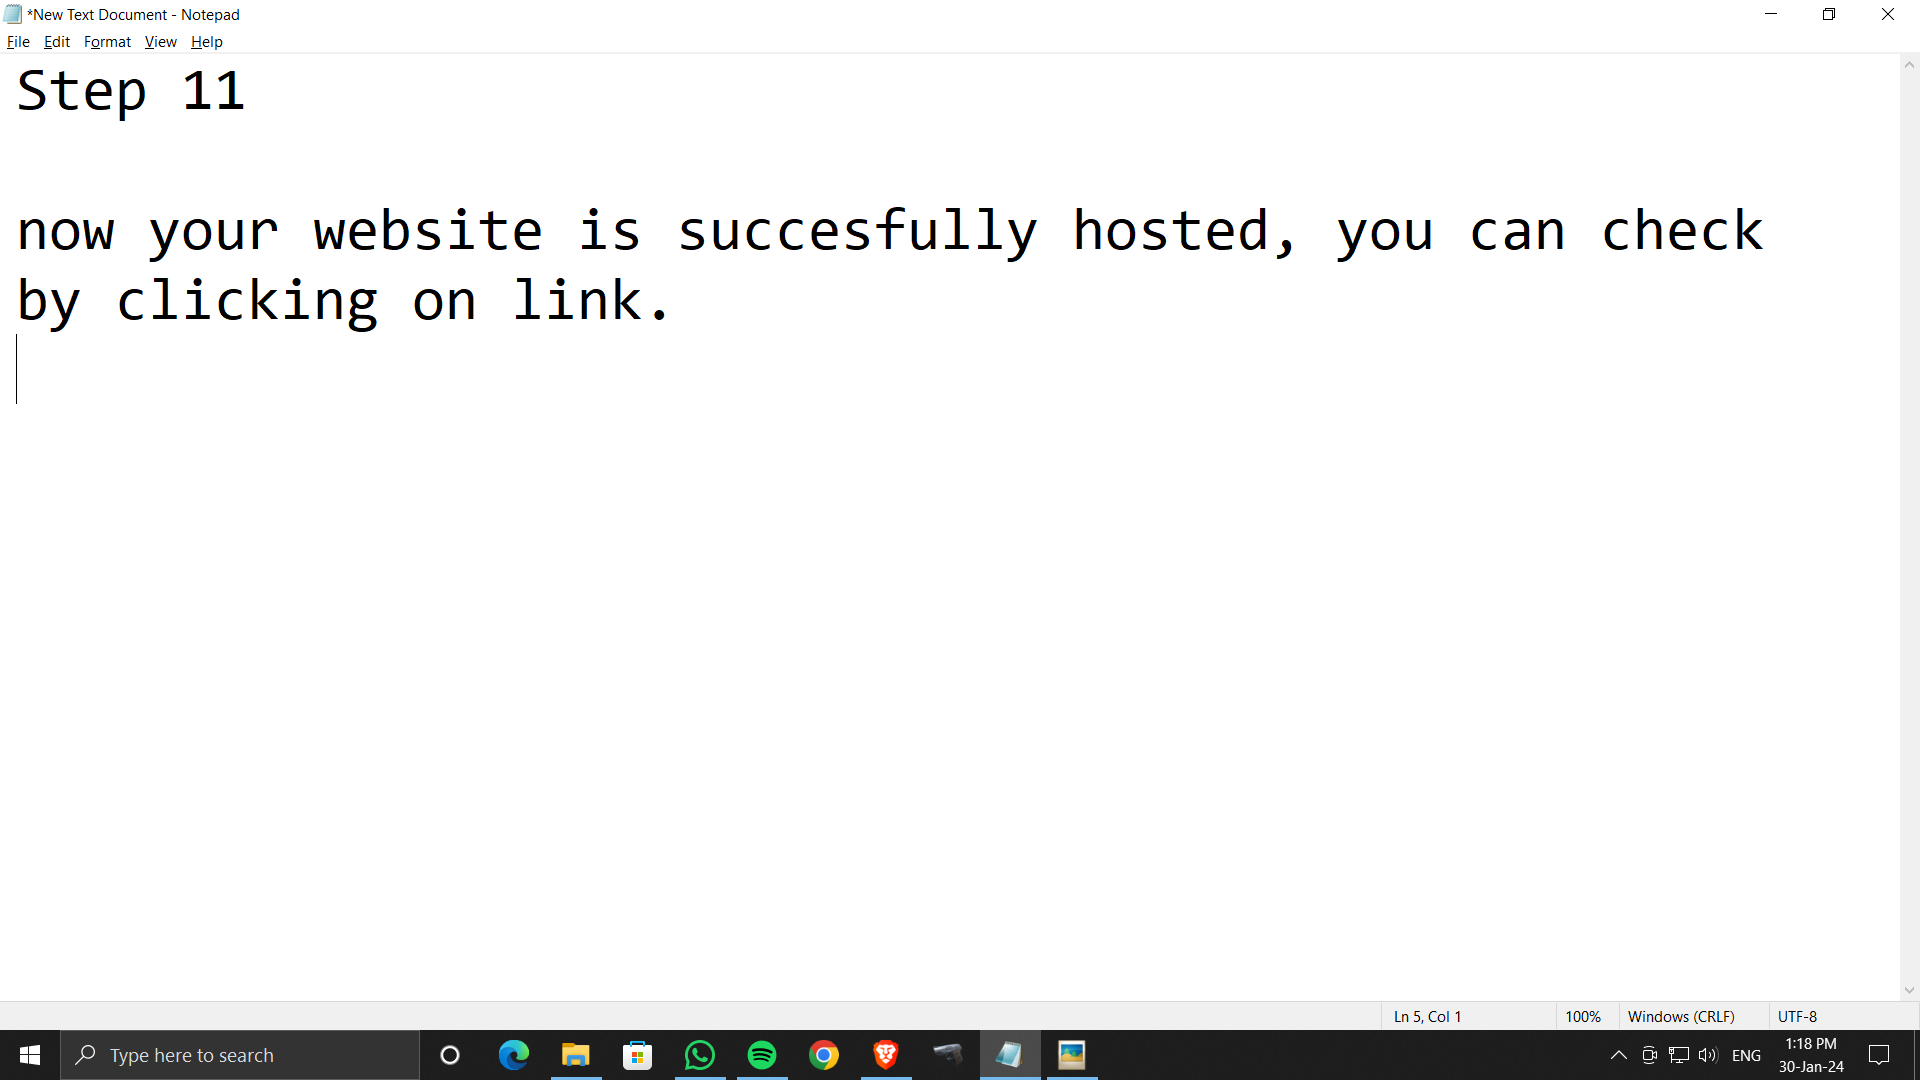 *New Text Document - Notepad
File Edit Format View Help
Step 11
now your website is succesfully hosted, you can check
by clicking on link.
Ln 5, Col 1 100% Windows (CRLF) UTF-8
Type here to search
ENG
1:18 PM
30-Jan-24